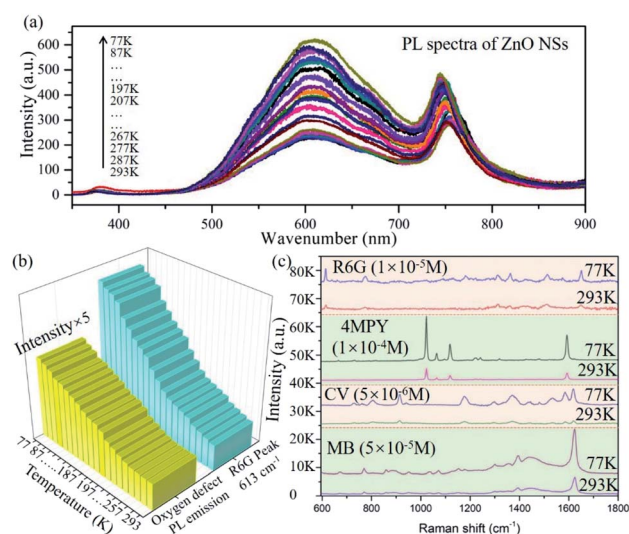 (a)
PL spectra of ZnO NSs
77K
87K
...
...
197K
207K
...
...
267K
277K
287K
293K
Intensity (a.u.)
600
500
400
300
200
100
0
400 500 600 700 800 900
Wavenumber (nm)
(b)
Intensity×5
77
87
.....
187
197
...
257
293
Temperature (K)
Oxygen defect
PL emission
R6G Peak
613 cm⁻¹
(c)
Intensity (a.u.)
80K
70K
60K
50K
40K
30K
20K
10K
0
R6G (1×10⁻⁵M)
77K
293K
4MPY
(1×10⁻⁴M)
77K
293K
CV (5×10⁻⁶M)
77K
293K
MB (5×10⁻⁵M)
77K
293K
600 800 1000 1200 1400 1600 1800
Raman shift (cm⁻¹)